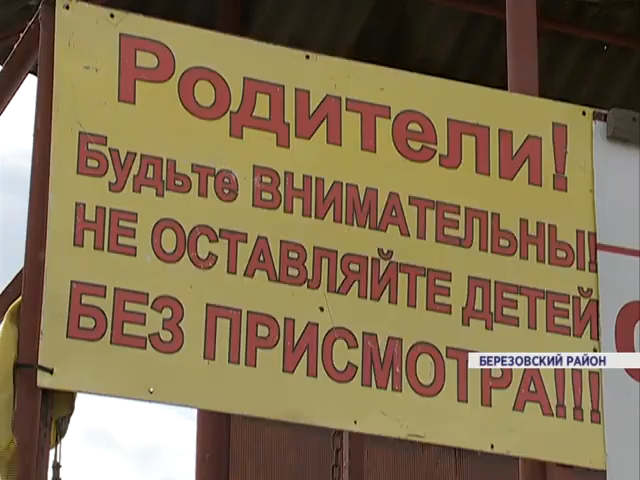 Родители!
Будьте ВНИМАТЕЛЬНЫ!
НЕ ОСТАВЛЯЙТЕ ДЕТЕЙ
БЕЗ ПРИСМОТРА!!!
БЕРЕЗОВСКИЙ РАЙОН